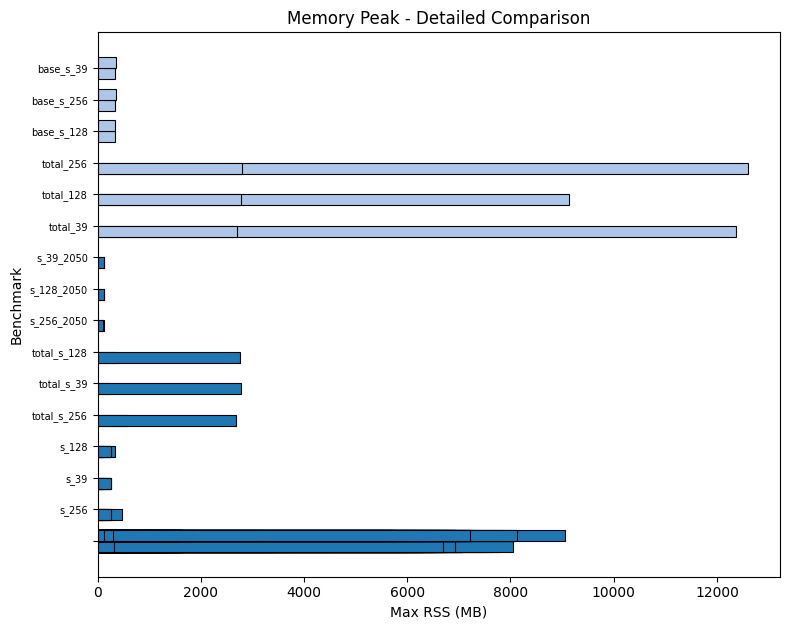 Memory Peak - Detailed Comparison
base_s_39
base_s_256
base_s_128
total_256
total_128
total_39
s_39_2050
s_128_2050
s_256_2050
total_s_128
total_s_39
total_s_256
s_128
s_39
s_256
Benchmark
0 2000 4000 6000 8000 10000 12000
Max RSS (MB)